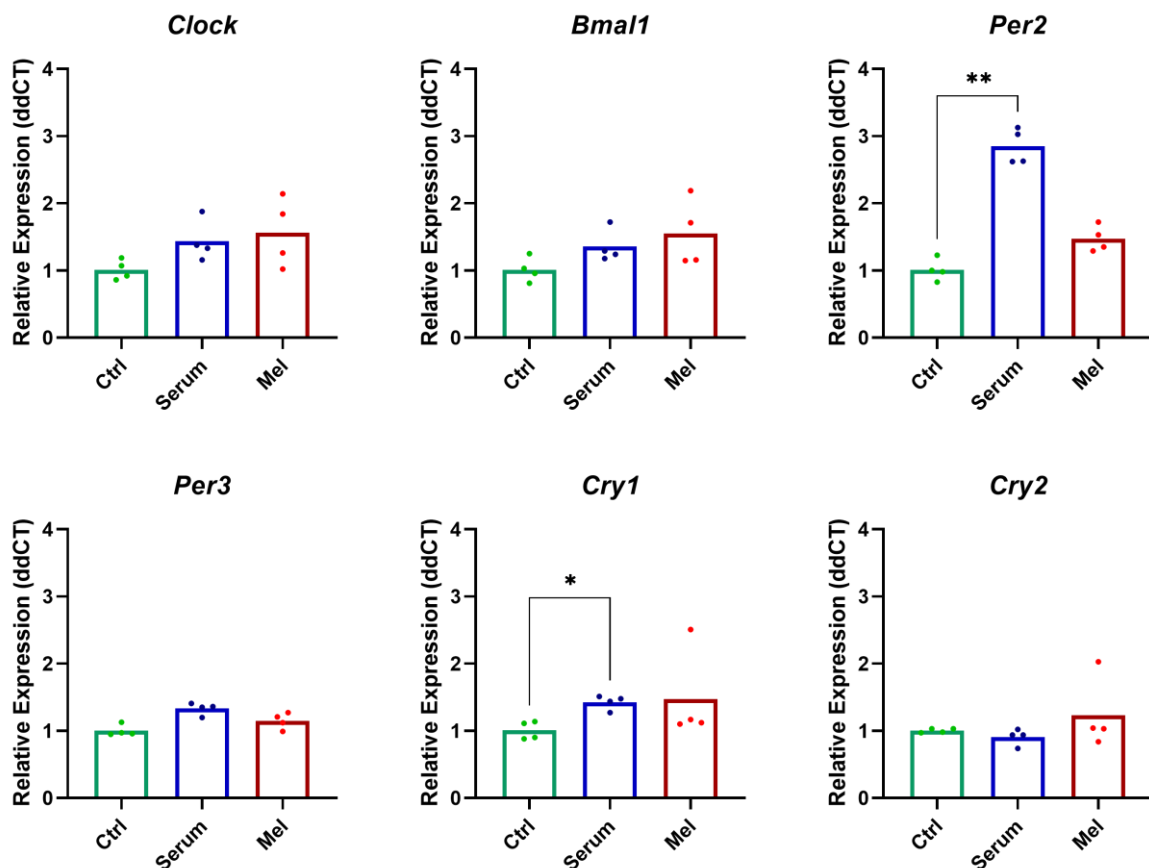 Clock
Relative Expression (ddCT)
4
3
2
1
0
Ctrl
Serum
Mel
Bmal1
Relative Expression (ddCT)
4
3
2
1
0
Ctrl
Serum
Mel
Per2
Relative Expression (ddCT)
4
3
2
1
0
**
Ctrl
Serum
Mel
Per3
Relative Expression (ddCT)
4
3
2
1
0
Ctrl
Serum
Mel
Cry1
Relative Expression (ddCT)
4
3
2
1
0
*
Ctrl
Serum
Mel
Cry2
Relative Expression (ddCT)
4
3
2
1
0
Ctrl
Serum
Mel